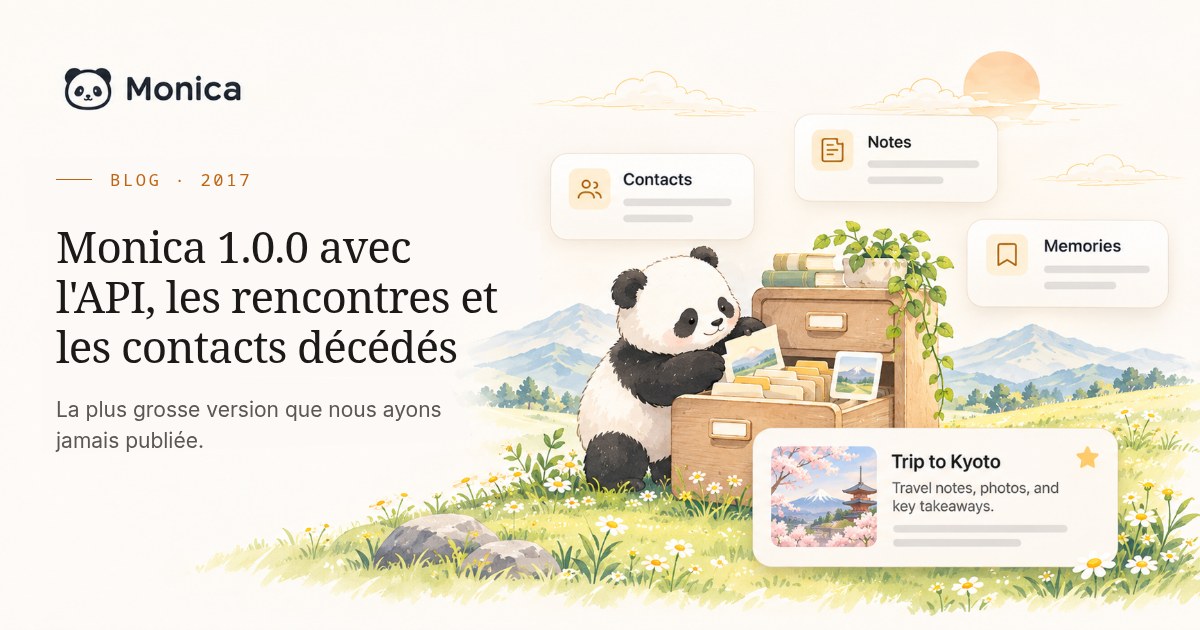 Monica
BLOG · 2017
Monica 1.0.0 avec
l'API, les rencontres et
les contacts décédés
La plus grosse version que nous ayons
jamais publiée.
Contacts
Notes
Memories
Trip to Kyoto
Travel notes, photos, and
key takeaways.